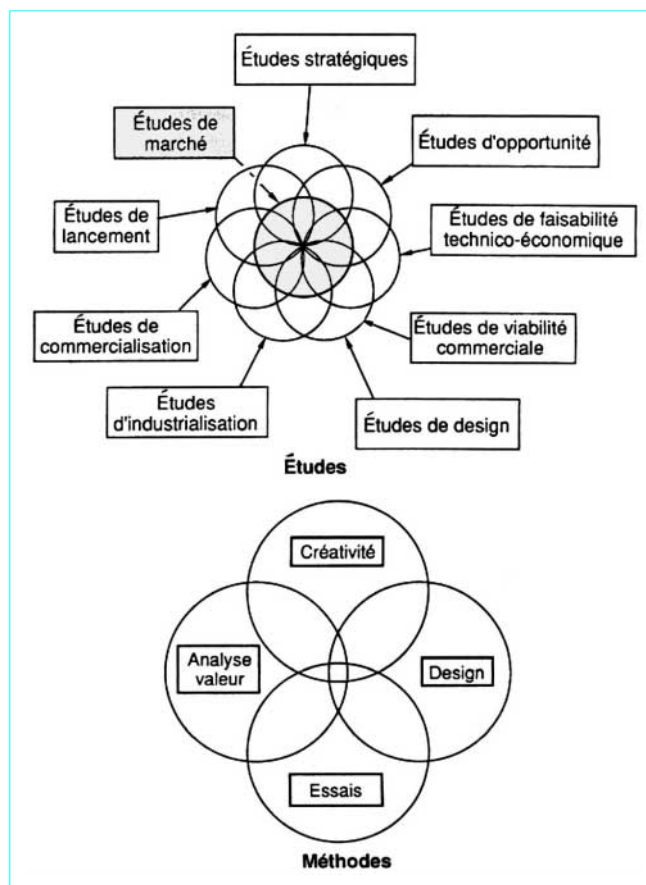 Études stratégiques
Études de
marché
Études d'opportunité
Études de
lancement
Études de faisabilité
technico-économique
Études de
commercialisation
Études de viabilité
commerciale
Études
d'industrialisation
Études de design
Études
Créativité
Analyse
valeur
Design
Essais
Méthodes